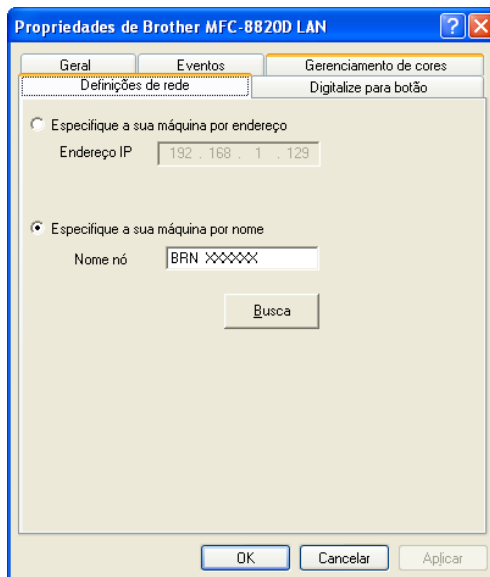 Propriedades de Brother MFC-8820D LAN
Geral Eventos Gerenciamento de cores
Definições de rede Digitalize para botão
Especifique a sua máquina por endereço
Endereço IP 192 . 168 . 1 . 129
Especifique a sua máquina por nome
Nome nó BRN XXXXXX
Busca
OK Cancelar Aplicar